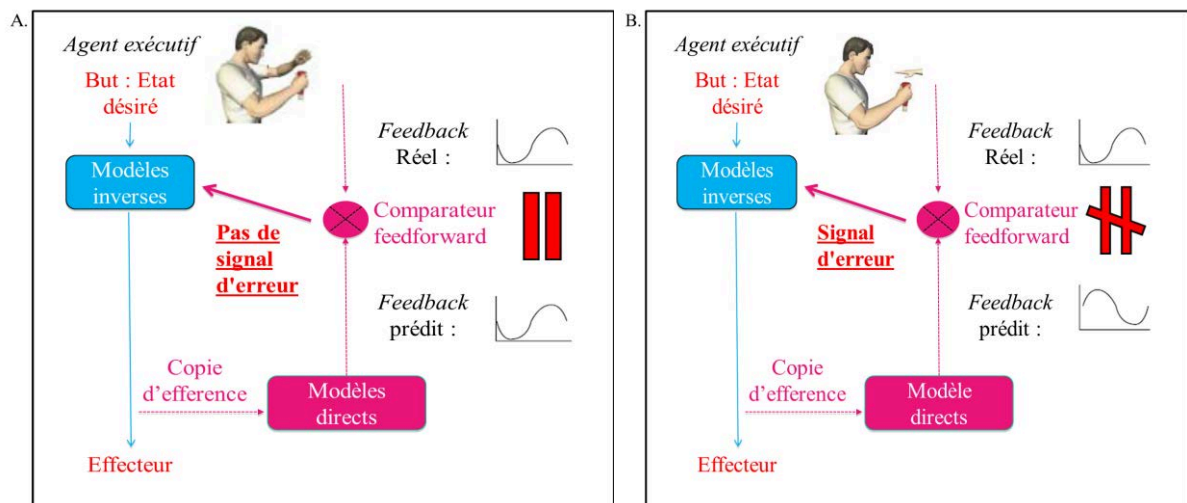 A.
Agent exécutif
But : Etat
désiré
Modèles
inverses
Feedback
Réel :
Comparateur
feedforward
Pas de
signal
d'erreur
Feedback
prédit :
Copie
d’efference
Modèles
directs
Effecteur
B.
Agent exécutif
But : Etat
désiré
Modèles
inverses
Feedback
Réel :
Comparateur
feedforward
Signal
d'erreur
Feedback
prédit :
Copie
d’efference
Modèle
directs
Effecteur